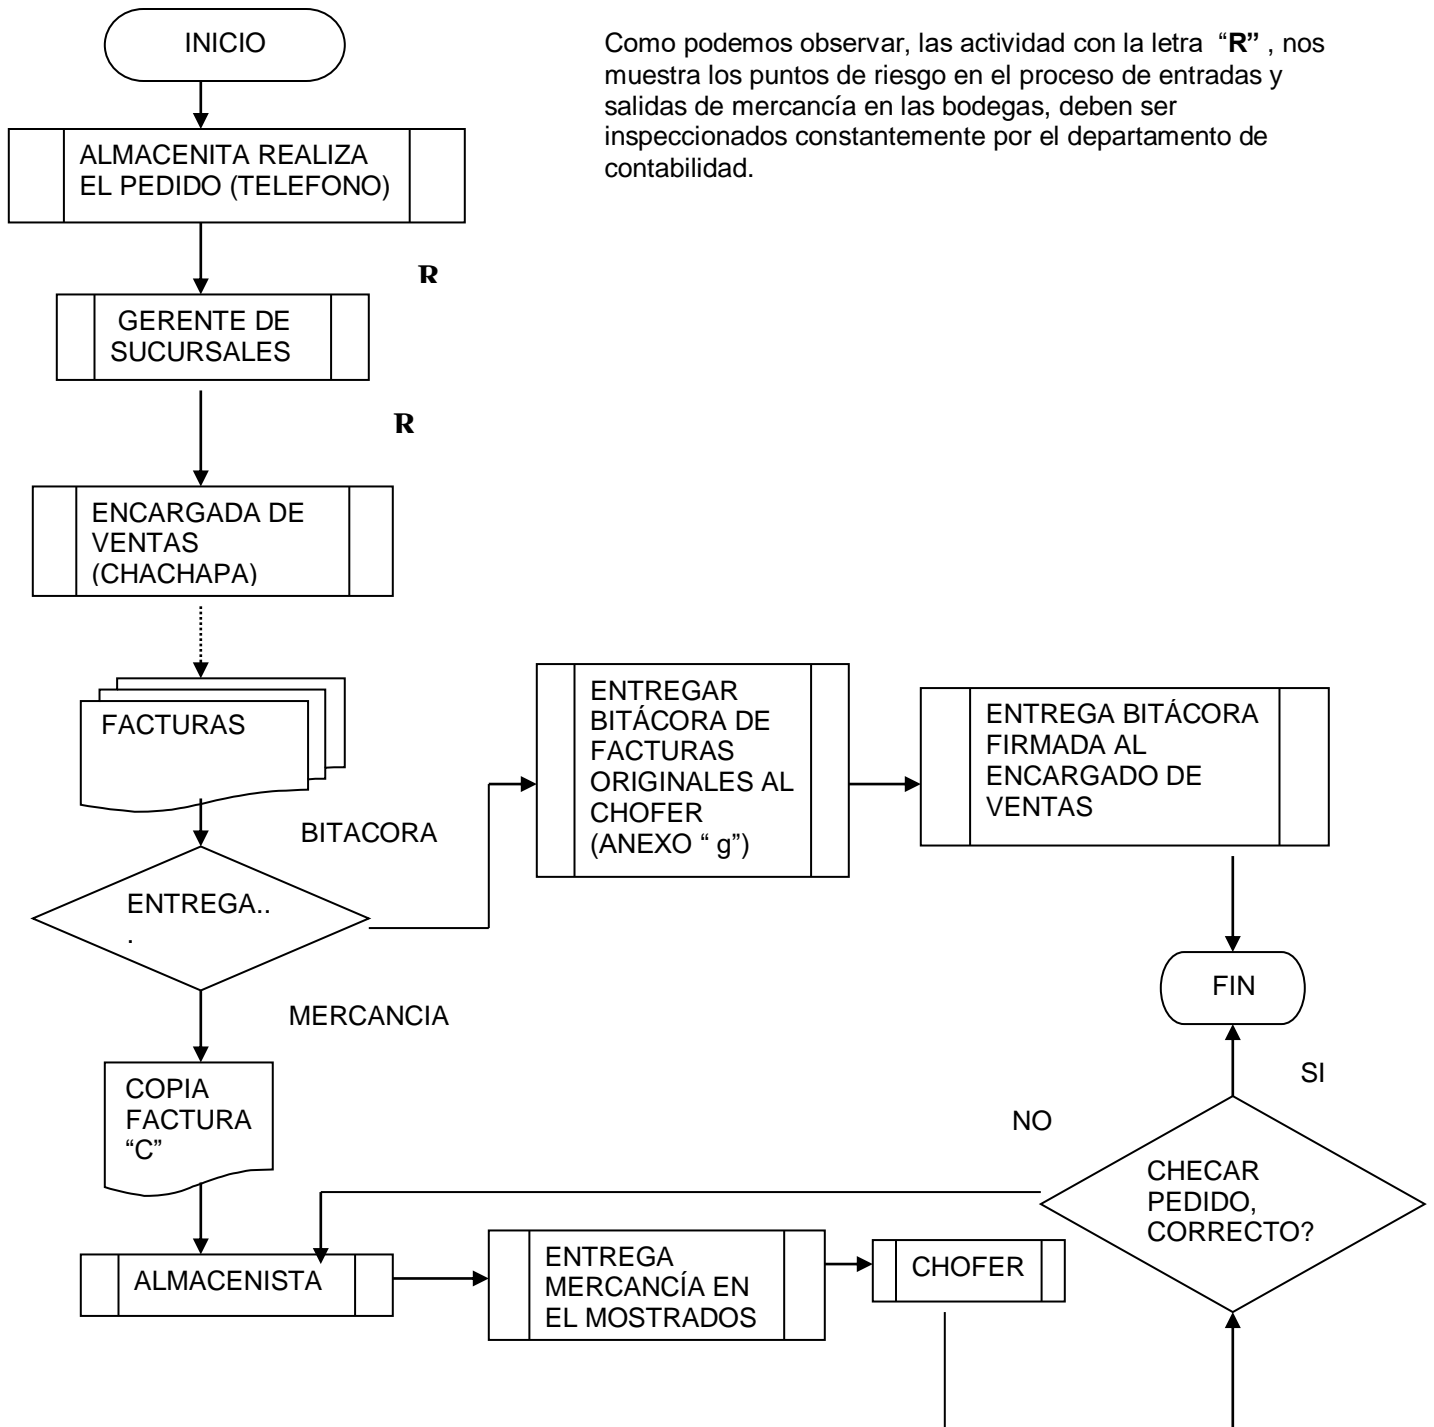 INICIO
Como podemos observar, las actividad con la letra “R” , nos
muestra los puntos de riesgo en el proceso de entradas y
salidas de mercancía en las bodegas, deben ser
inspeccionados constantemente por el departamento de
contabilidad.
ALMACENITA REALIZA
EL PEDIDO (TELEFONO)
R
GERENTE DE
SUCURSALES
R
ENCARGADA DE
VENTAS
(CHACHAPA)
FACTURAS
ENTREGAR
BITÁCORA DE
FACTURAS
ORIGINALES AL
CHOFER
(ANEXO “ g”)
ENTREGA BITÁCORA
FIRMADA AL
ENCARGADO DE
VENTAS
BITACORA
ENTREGA..
.
FIN
MERCANCIA
SI
NO
COPIA
FACTURA
“C”
CHECAR
PEDIDO,
CORRECTO?
ALMACENISTA
ENTREGA
MERCANCÍA EN
EL MOSTRADOS
CHOFER